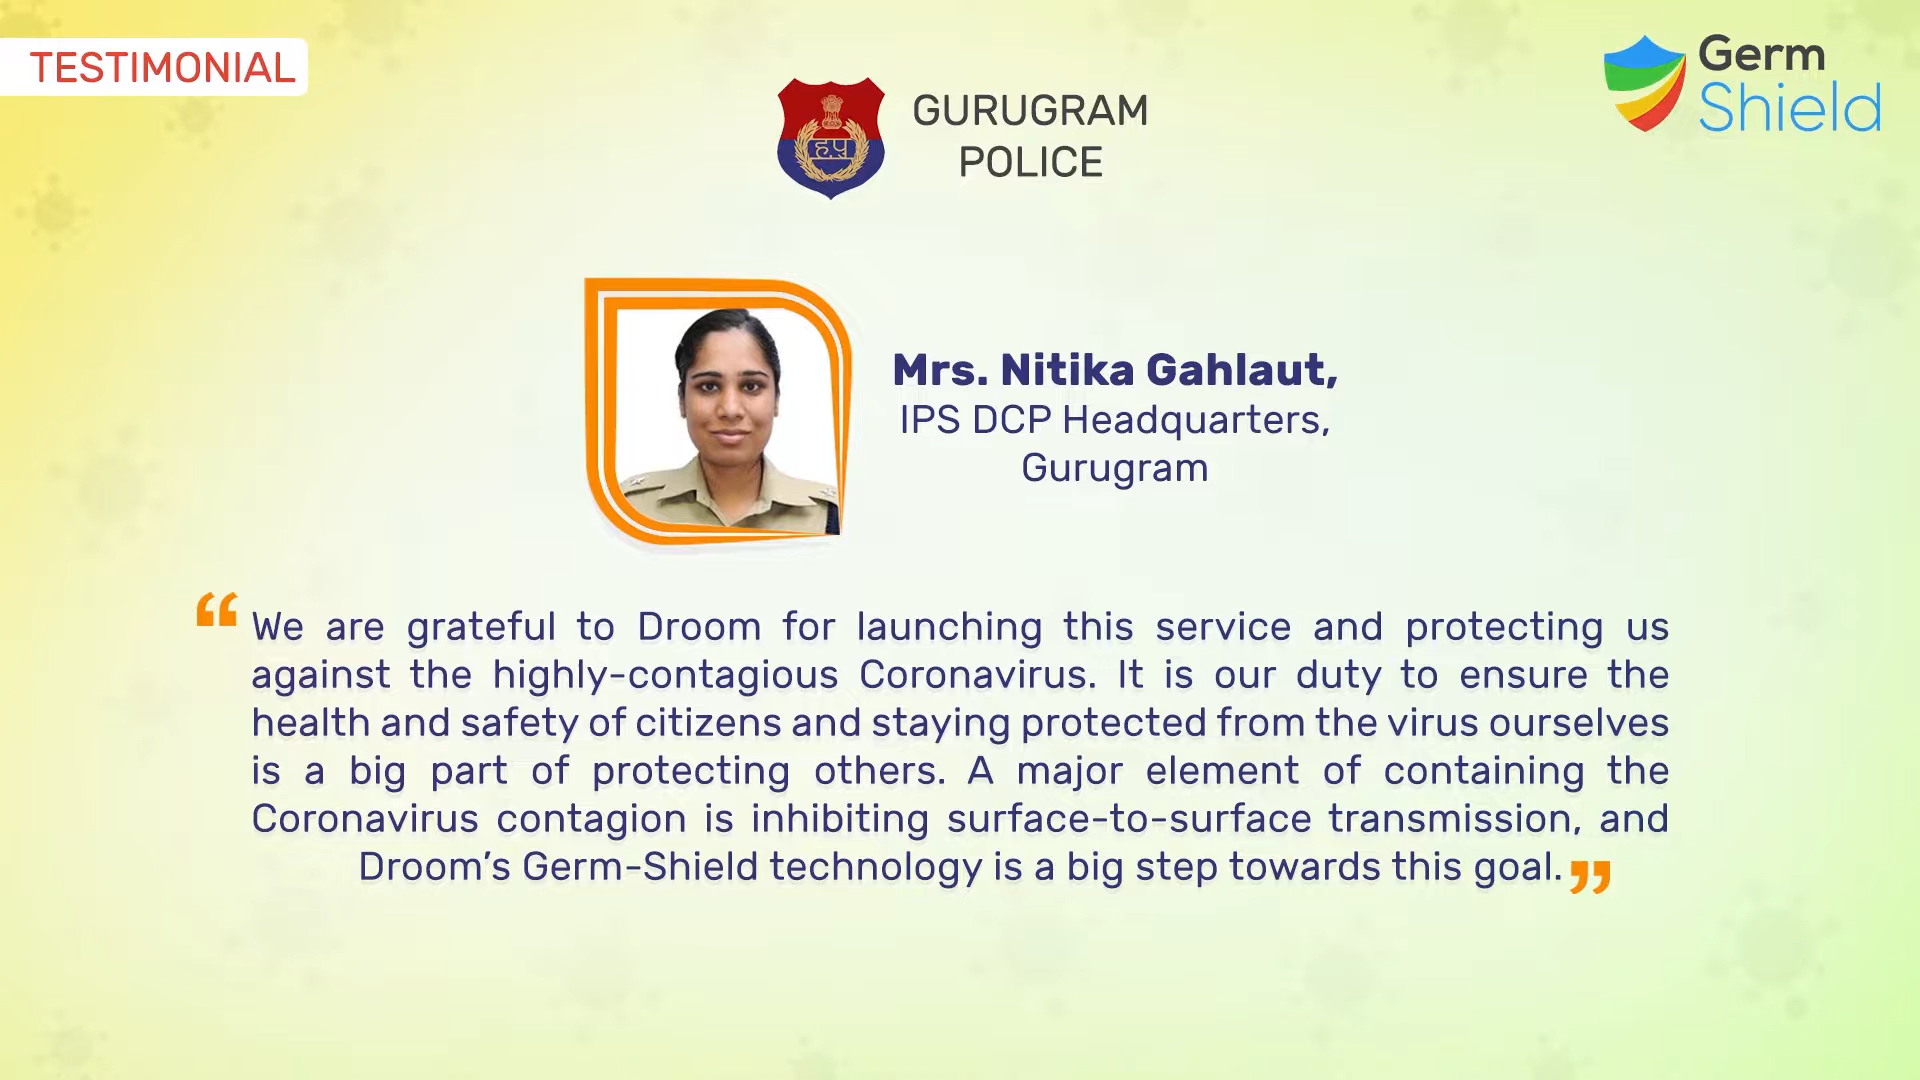 TESTIMONIAL
ह.पु
GURUGRAM
POLICE
Germ
Shield
Mrs. Nitika Gahlaut,
IPS DCP Headquarters,
Gurugram
“ We are grateful to Droom for launching this service and protecting us
against the highly-contagious Coronavirus. It is our duty to ensure the
health and safety of citizens and staying protected from the virus ourselves
is a big part of protecting others. A major element of containing the
Coronavirus contagion is inhibiting surface-to-surface transmission, and
Droom’s Germ-Shield technology is a big step towards this goal. ”